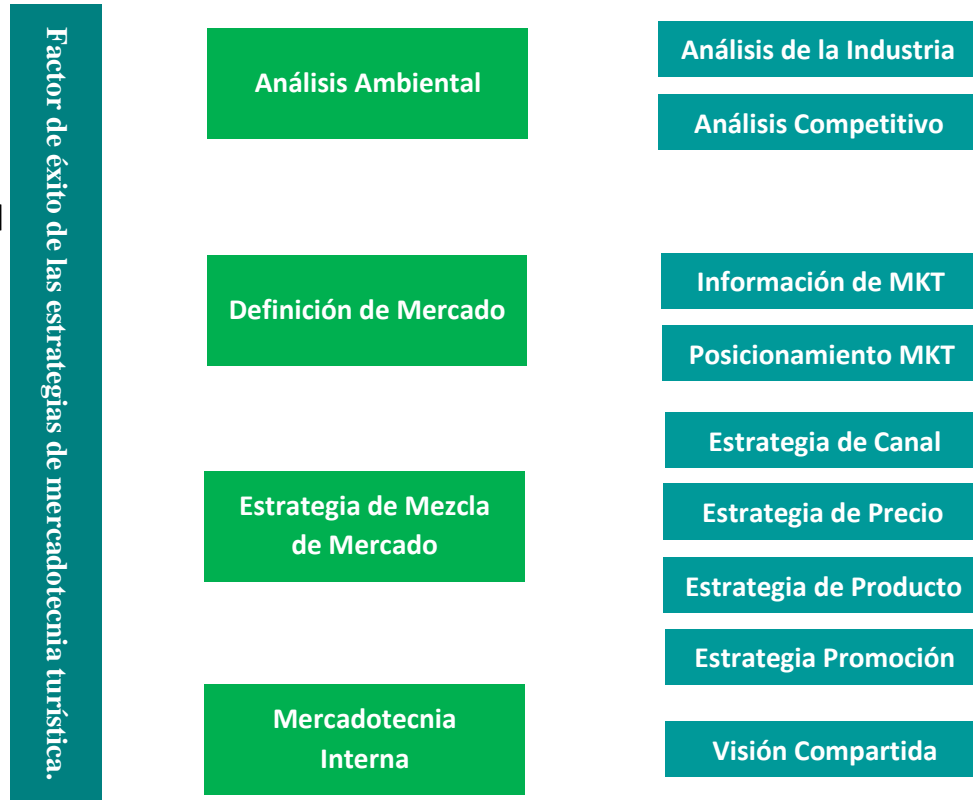 Factor de éxito de las estrategias de mercadotecnia turística.
Análisis Ambiental
Análisis de la Industria
Análisis Competitivo
Definición de Mercado
Información de MKT
Posicionamiento MKT
Estrategia de Mezcla
de Mercado
Estrategia de Canal
Estrategia de Precio
Estrategia de Producto
Estrategia Promoción
Mercadotecnia
Interna
Visión Compartida